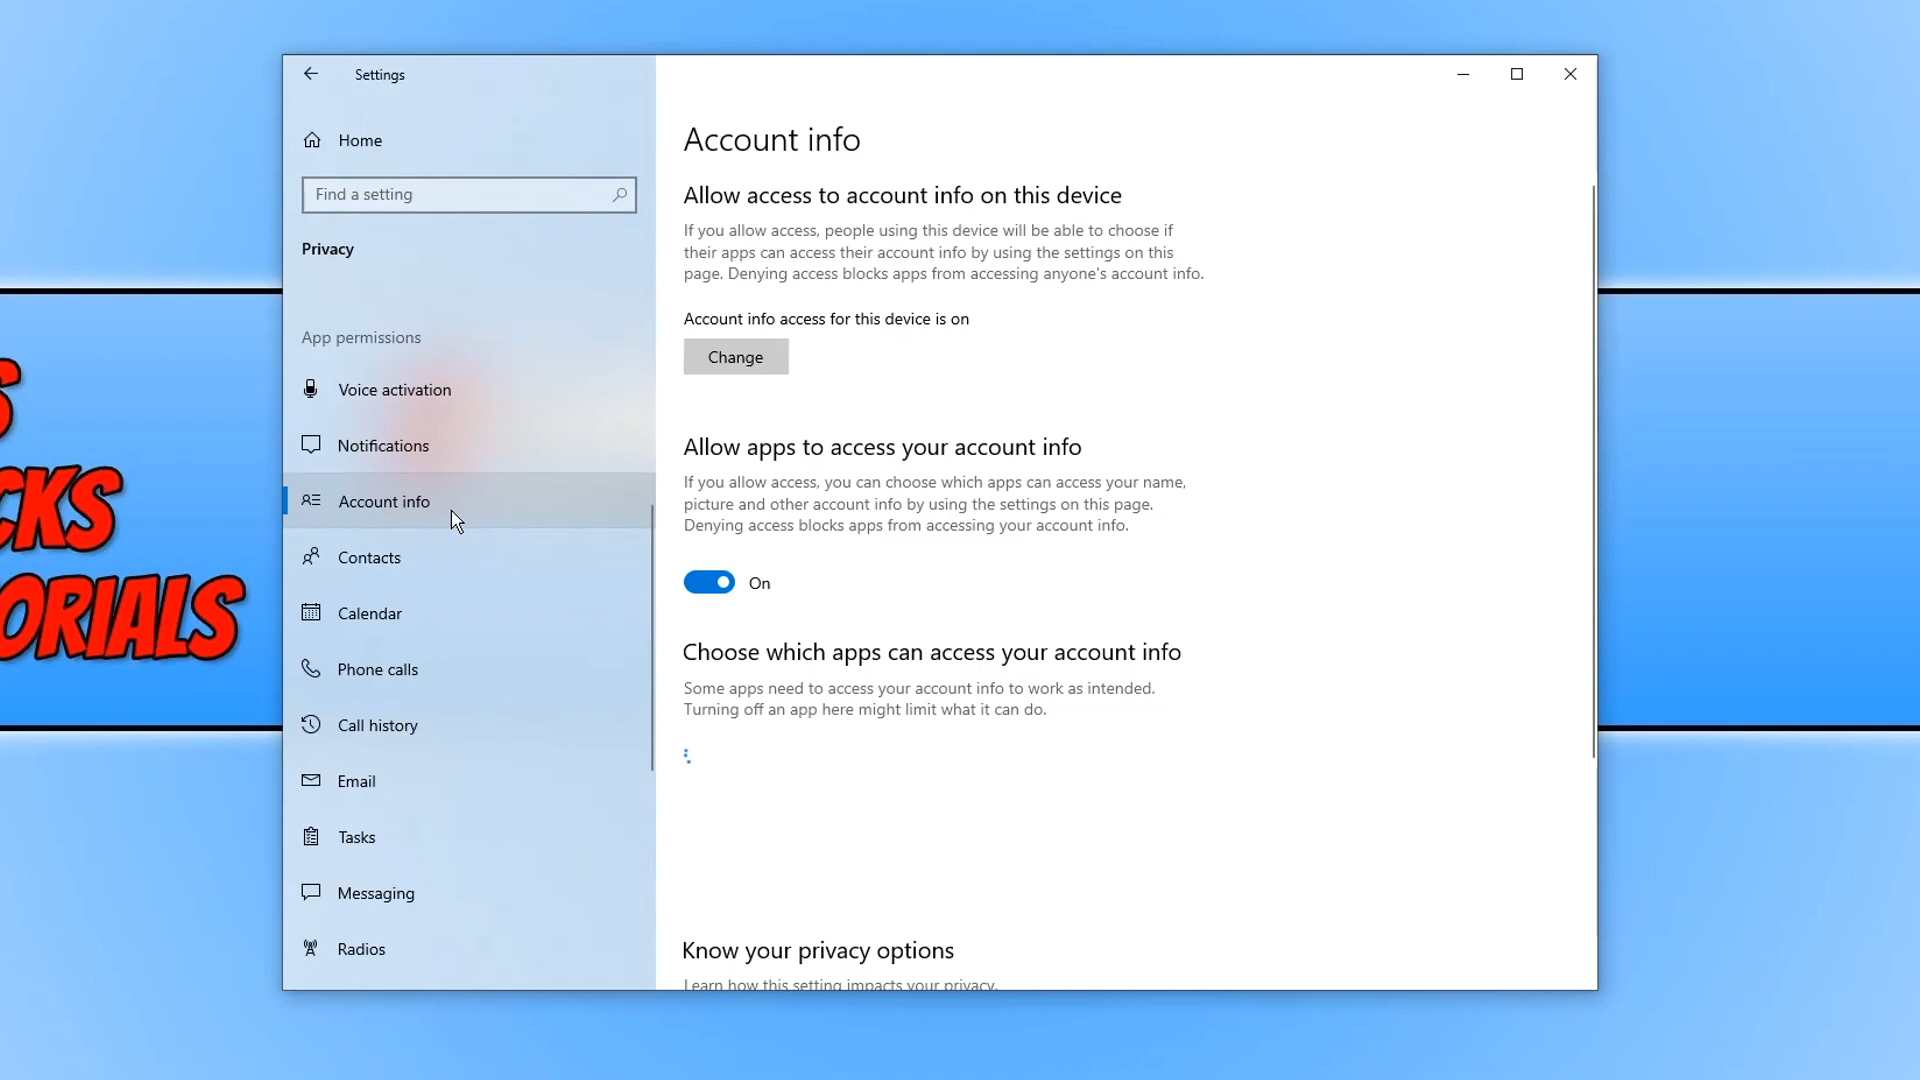 Settings
Home
Find a setting
Privacy
App permissions
Voice activation
Notifications
Account info
Contacts
Calendar
Phone calls
Call history
Email
Tasks
Messaging
Radios
Account info
Allow access to account info on this device
If you allow access, people using this device will be able to choose if
their apps can access their account info by using the settings on this
page. Denying access blocks apps from accessing anyone's account info.
Account info access for this device is on
Change
Allow apps to access your account info
If you allow access, you can choose which apps can access your name,
picture and other account info by using the settings on this page.
Denying access blocks apps from accessing your account info.
On
Choose which apps can access your account info
Some apps need to access your account info to work as intended.
Turning off an app here might limit what it can do.
Know your privacy options
Learn how this setting impacts your privacy.
S
CKS
ORIALS